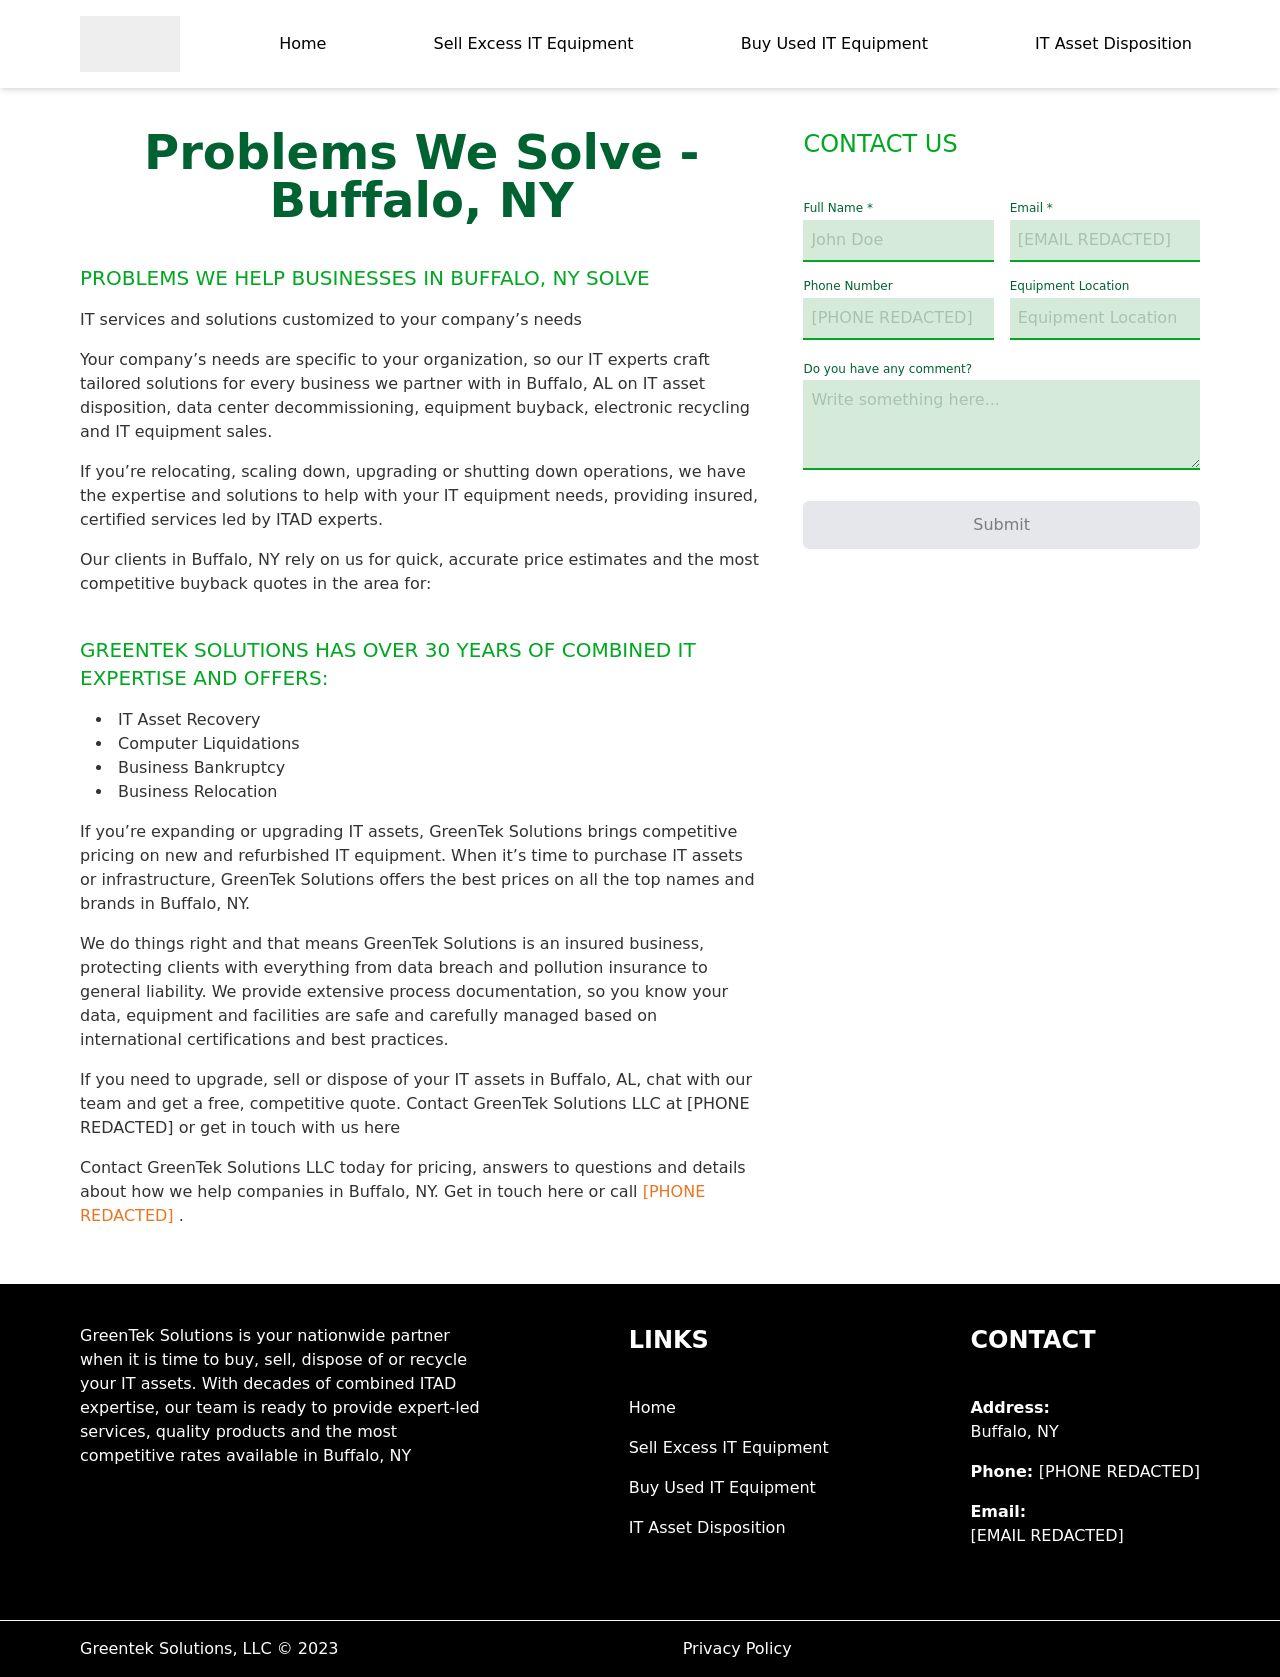 Home
Sell Excess IT Equipment
Buy Used IT Equipment
IT Asset Disposition
Problems We Solve -
Buffalo, NY
PROBLEMS WE HELP BUSINESSES IN BUFFALO, NY SOLVE
IT services and solutions customized to your company’s needs
Your company’s needs are specific to your organization, so our IT experts craft
tailored solutions for every business we partner with in Buffalo, AL on IT asset
disposition, data center decommissioning, equipment buyback, electronic recycling
and IT equipment sales.
If you’re relocating, scaling down, upgrading or shutting down operations, we have
the expertise and solutions to help with your IT equipment needs, providing insured,
certified services led by ITAD experts.
Our clients in Buffalo, NY rely on us for quick, accurate price estimates and the most
competitive buyback quotes in the area for:
GREENTEK SOLUTIONS HAS OVER 30 YEARS OF COMBINED IT
EXPERTISE AND OFFERS:
• IT Asset Recovery
• Computer Liquidations
• Business Bankruptcy
• Business Relocation
If you’re expanding or upgrading IT assets, GreenTek Solutions brings competitive
pricing on new and refurbished IT equipment. When it’s time to purchase IT assets
or infrastructure, GreenTek Solutions offers the best prices on all the top names and
brands in Buffalo, NY.
We do things right and that means GreenTek Solutions is an insured business,
protecting clients with everything from data breach and pollution insurance to
general liability. We provide extensive process documentation, so you know your
data, equipment and facilities are safe and carefully managed based on
international certifications and best practices.
If you need to upgrade, sell or dispose of your IT assets in Buffalo, AL, chat with our
team and get a free, competitive quote. Contact GreenTek Solutions LLC at [PHONE
REDACTED] or get in touch with us here
Contact GreenTek Solutions LLC today for pricing, answers to questions and details
about how we help companies in Buffalo, NY. Get in touch here or call [PHONE
REDACTED] .
CONTACT US
Full Name *
John Doe
Email *
[EMAIL REDACTED]
Phone Number
[PHONE REDACTED]
Equipment Location
Equipment Location
Do you have any comment?
Write something here...
Submit
GreenTek Solutions is your nationwide partner
when it is time to buy, sell, dispose of or recycle
your IT assets. With decades of combined ITAD
expertise, our team is ready to provide expert-led
services, quality products and the most
competitive rates available in Buffalo, NY
LINKS
Home
Sell Excess IT Equipment
Buy Used IT Equipment
IT Asset Disposition
CONTACT
Address:
Buffalo, NY
Phone: [PHONE REDACTED]
Email:
[EMAIL REDACTED]
Greentek Solutions, LLC © 2023
Privacy Policy